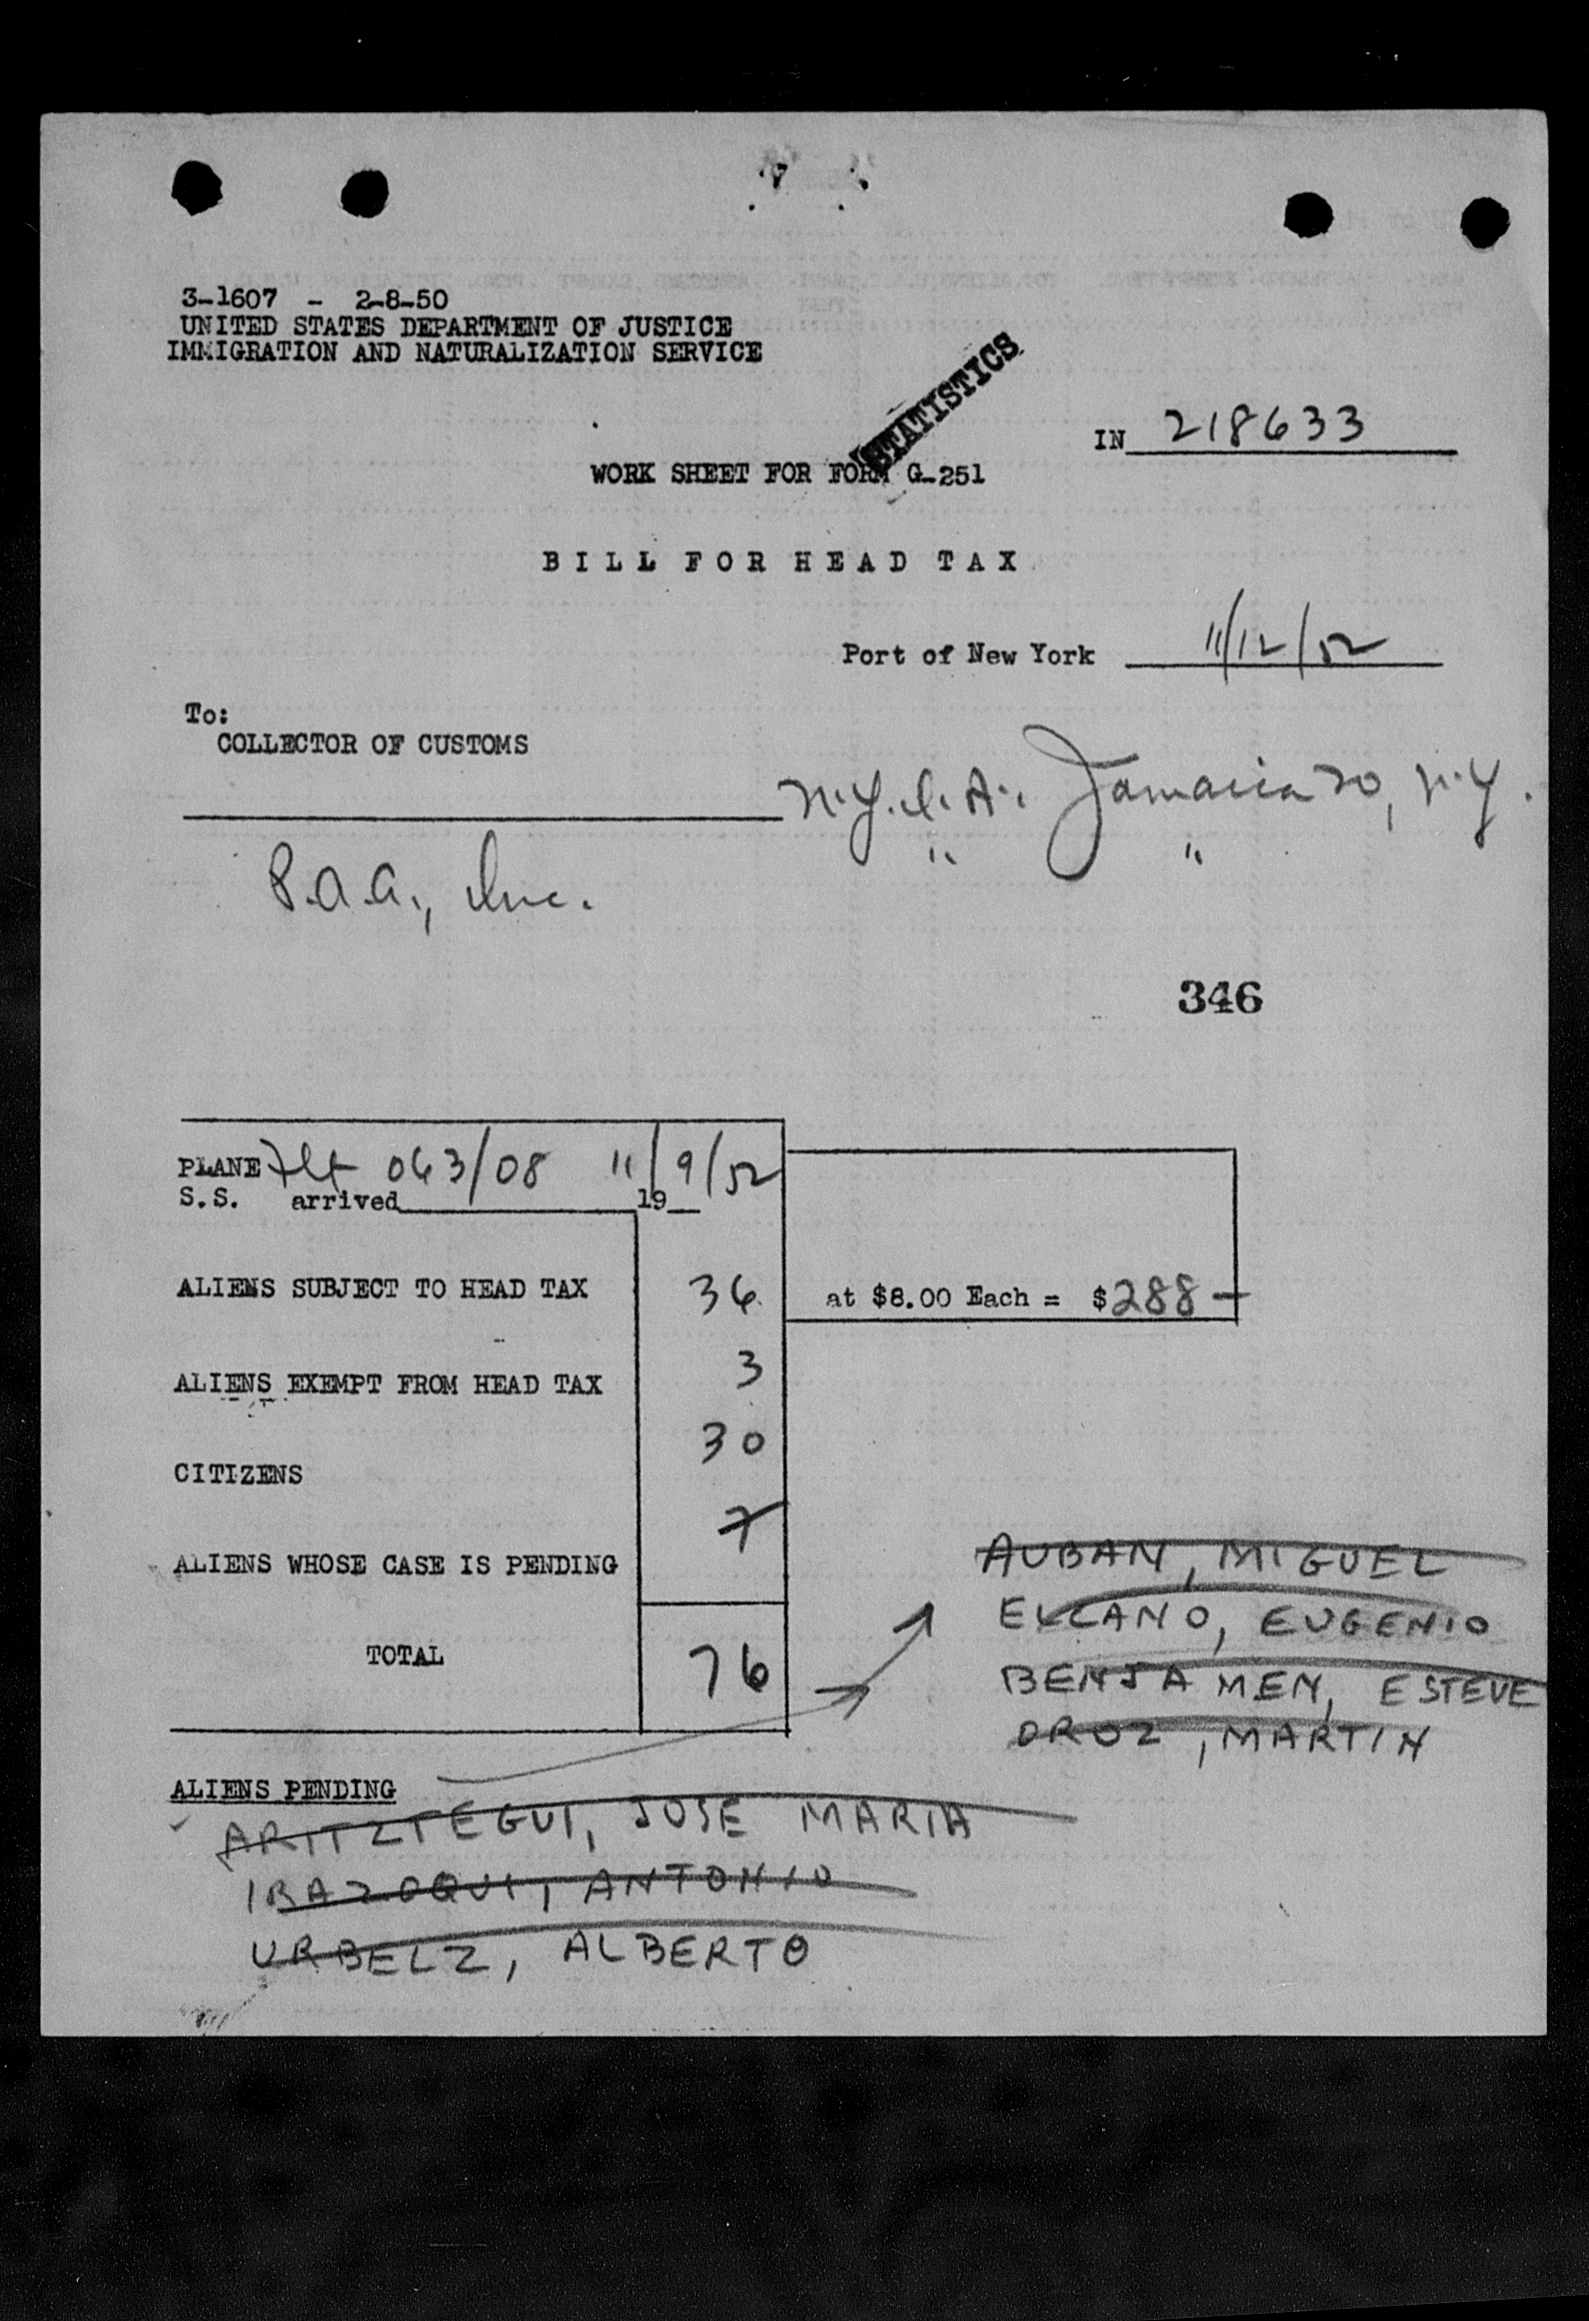 3-1607 - 2-8-50
UNITED STATES DEPARTMENT OF JUSTICE
IMMIGRATION AND NATURALIZATION SERVICE
STATISTICS
IN 218633
WORK SHEET FOR FORM G-251
BILL FOR HEAD TAX
Port of New York 11/12/52
To:
COLLECTOR OF CUSTOMS
N.Y.I.A., Jamaica 30, N.Y.
" "
P.A.A., Inc.
346
PLANE Flt 063/08 11/9/52
S.S. arrived 19
ALIENS SUBJECT TO HEAD TAX 36 at $8.00 Each = $288-
ALIENS EXEMPT FROM HEAD TAX 3
CITIZENS 30
ALIENS WHOSE CASE IS PENDING 7
TOTAL 76
AUBAN, MIGUEL
ELCANO, EUGENIO
BENJAMEN, ESTEVE
OROZ, MARTIN
ALIENS PENDING
ARITZTEGUI, JOSE MARIA
IBAZOQUI, ANTONIO
URBELZ, ALBERTO